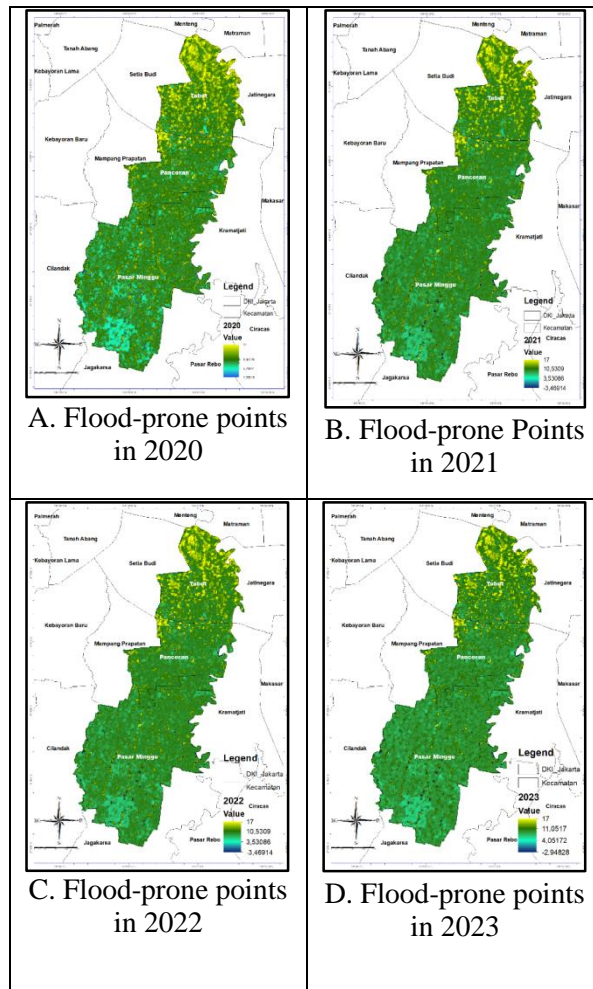 Palmerah
Menteng
Matraman
Tanah Abang
Kebayoran Lama
Setia Budi
Tebet
Jatinegara
Kebayoran Baru
Mampang Prapatan
Pancoran
Makasar
Kramatjati
Cilandak
Pasar Minggu
Legend
DKI_Jakarta
Kecamatan
2020
Ciracas
Value
Pasar Rebo
Jagakarsa
A. Flood-prone points
in 2020
Palmerah
Menteng
Matraman
Tanah Abang
Kebayoran Lama
Setia Budi
Tebet
Jatinegara
Kebayoran Baru
Mampang Prapatan
Pancoran
Makasar
Kramatjati
Cilandak
Pasar Minggu
Legend
DKI_Jakarta
Kecamatan
2021
Ciracas
Value
17
10,5309
3,53086
-3,46914
Pasar Rebo
Jagakarsa
B. Flood-prone Points
in 2021
Palmerah
Menteng
Matraman
Tanah Abang
Kebayoran Lama
Setia Budi
Tebet
Jatinegara
Kebayoran Baru
Mampang Prapatan
Pancoran
Makasar
Kramatjati
Cilandak
Pasar Minggu
Legend
DKI_Jakarta
Kecamatan
2022
Ciracas
Value
17
10,5309
3,53086
-3,46914
Pasar Rebo
Jagakarsa
C. Flood-prone points
in 2022
Palmerah
Menteng
Matraman
Tanah Abang
Kebayoran Lama
Setia Budi
Tebet
Jatinegara
Kebayoran Baru
Mampang Prapatan
Pancoran
Makasar
Kramatjati
Cilandak
Pasar Minggu
Legend
DKI_Jakarta
Kecamatan
2023
Ciracas
Value
17
11,0517
4,05172
-2,94828
Pasar Rebo
Jagakarsa
D. Flood-prone points
in 2023